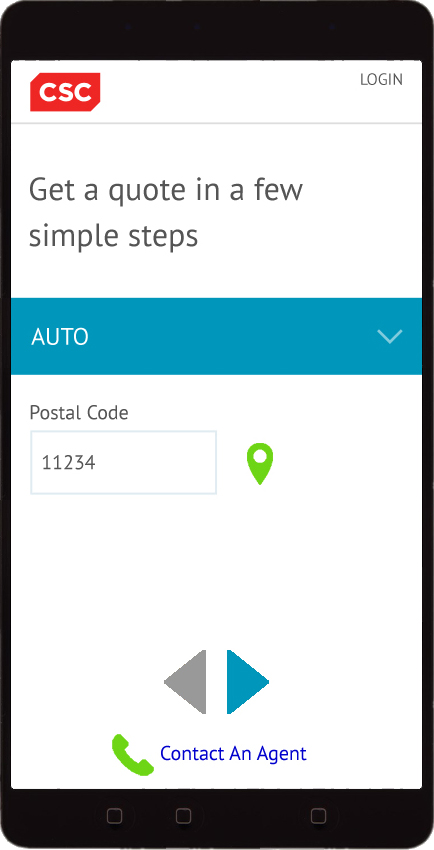 CSC
LOGIN
Get a quote in a few
simple steps
AUTO
Postal Code
11234
Contact An Agent